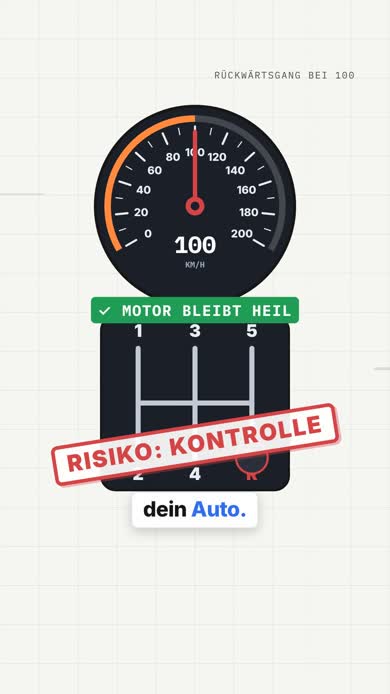 RÜCKWÄRTSGANG BEI 100
0 20 40 60 80 100 120 140 160 180 200
100
KM/H
✓ MOTOR BLEIBT HEIL
1 3 5
RISIKO: KONTROLLE
2 4 R
dein Auto.